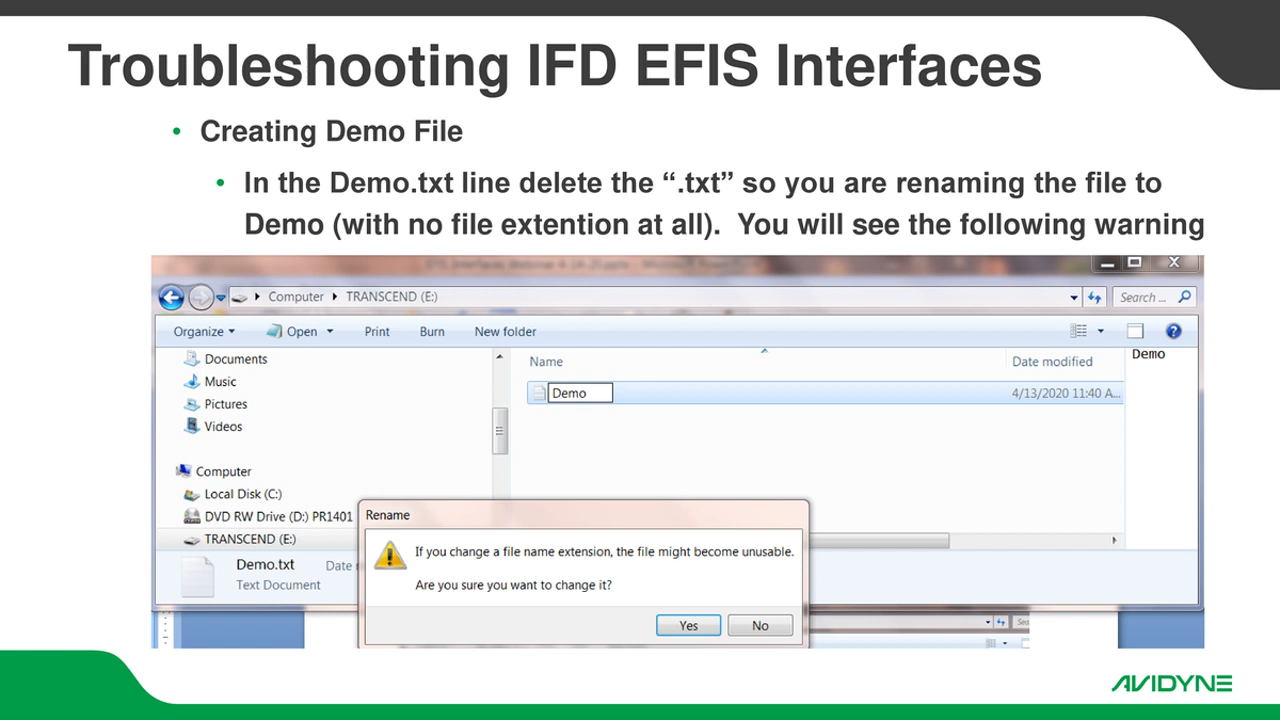 Troubleshooting IFD EFIS Interfaces
• Creating Demo File
• In the Demo.txt line delete the “.txt” so you are renaming the file to
Demo (with no file extention at all).  You will see the following warning
Computer TRANSCEND (E:)
Search ...
Organize Open Print Burn New folder
Documents
Music
Pictures
Videos
Computer
Local Disk (C:)
DVD RW Drive (D:) PR1401
TRANSCEND (E:)
Name Date modified
Demo 4/13/2020 11:40 A...
Demo
Demo.txt Date
Text Document
Rename
If you change a file name extension, the file might become unusable.
Are you sure you want to change it?
Yes No
AVIDYNE